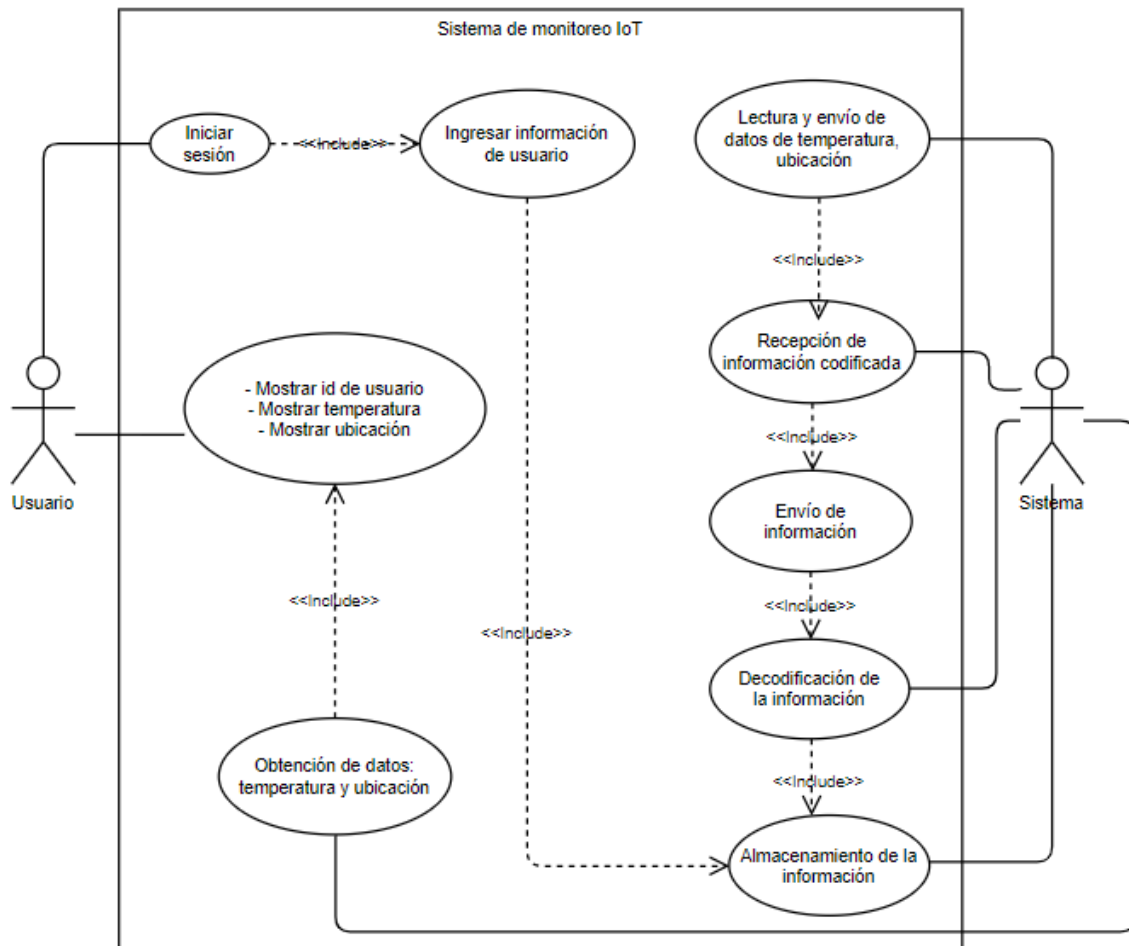 Sistema de monitoreo IoT
Iniciar
sesión
<<Include>>
Ingresar información
de usuario
Lectura y envío de
datos de temperatura,
ubicación
<<Include>>
Recepción de
información codificada
- Mostrar id de usuario
- Mostrar temperatura
- Mostrar ubicación
<<Include>>
Usuario
Sistema
Envío de
información
<<Include>>
<<Include>>
<<Include>>
Decodificación de
la información
Obtención de datos:
temperatura y ubicación
<<Include>>
Almacenamiento de la
información